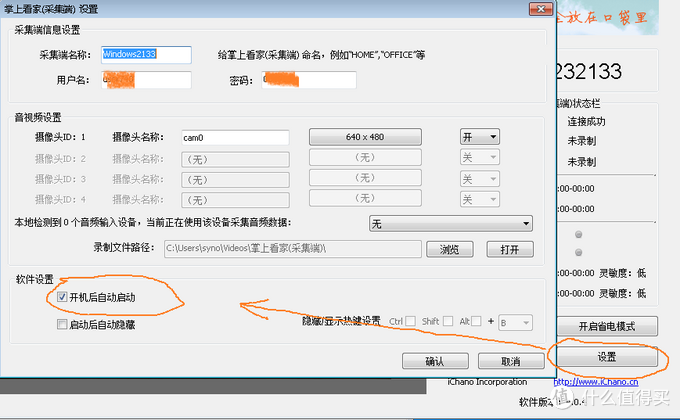 掌上看家(采集端) 设置
全放在口袋里
采集端信息设置
采集端名称: Windows2133 给掌上看家(采集端) 命名，例如"HOME","OFFICE"等
用户名: 密码:
232133
端)状态栏
连接成功
未录制
未录制
:00-00:00
:00-00:00
:00-00:00 灵敏度: 低
:00-00:00 灵敏度: 低
音视频设置
摄像头ID: 1 摄像头名称: cam0 640 x 480 开
摄像头ID: 2 摄像头名称: (无) (无) 关
摄像头ID: 3 摄像头名称: (无) (无) 关
摄像头ID: 4 摄像头名称: (无) (无) 关
本地检测到 0 个音频输入设备，当前正在使用该设备采集音频数据: 无
录制文件路径: C:\Users\syno\Videos\掌上看家(采集端)\ 浏览 打开
软件设置
开机后自动启动
启动后自动隐藏 隐藏/显示热键设置 Ctrl Shift Alt + B
确认 取消
开启省电模式
设置
iChano Incorporation http://www.iChano.cn
软件版本
值 什么值得买